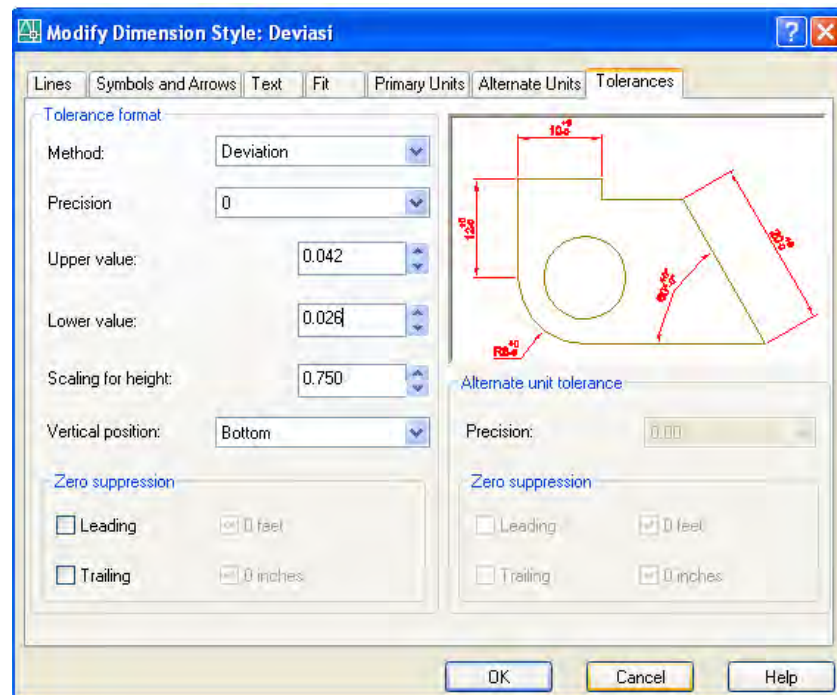 Modify Dimension Style: Deviasi
Lines Symbols and Arrows Text Fit Primary Units Alternate Units Tolerances
Tolerance format
Method: Deviation
Precision 0
Upper value: 0.042
Lower value: 0.026
Scaling for height: 0.750
Vertical position: Bottom
Zero suppression
Leading 0 feet
Trailing 0 inches
Alternate unit tolerance
Precision: 0.00
Zero suppression
Leading 0 feet
Trailing 0 inches
OK Cancel Help